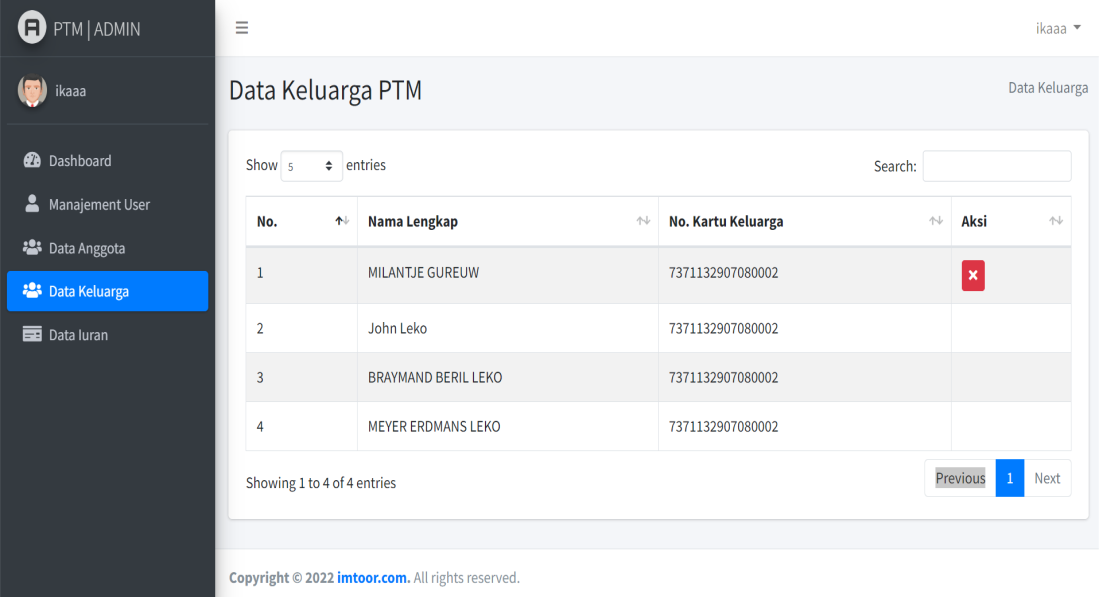 PTM | ADMIN
ikaaa
ikaaa
Dashboard
Manajement User
Data Anggota
Data Keluarga
Data Iuran
Data Keluarga PTM
Data Keluarga
Show 5 entries
Search:
No. Nama Lengkap No. Kartu Keluarga Aksi
1 MILANTJE GUREUW 7371132907080002
2 John Leko 7371132907080002
3 BRAYMAND BERIL LEKO 7371132907080002
4 MEYER ERDMANS LEKO 7371132907080002
Showing 1 to 4 of 4 entries
Previous 1 Next
Copyright © 2022 imtoor.com. All rights reserved.